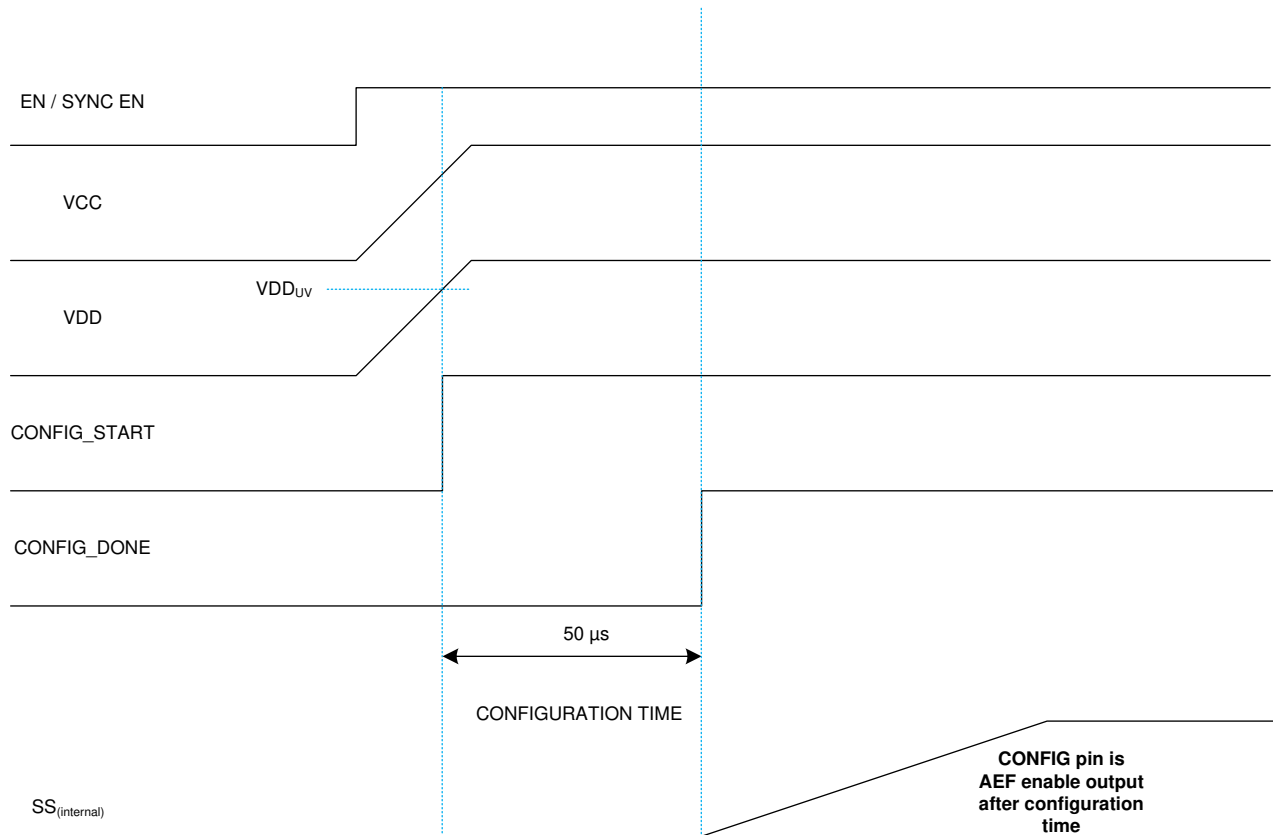 EN / SYNC EN
VCC
VDD_UV
VDD
CONFIG_START
CONFIG_DONE
50 µs
CONFIGURATION TIME
CONFIG pin is
AEF enable output
after configuration
time
SS(internal)